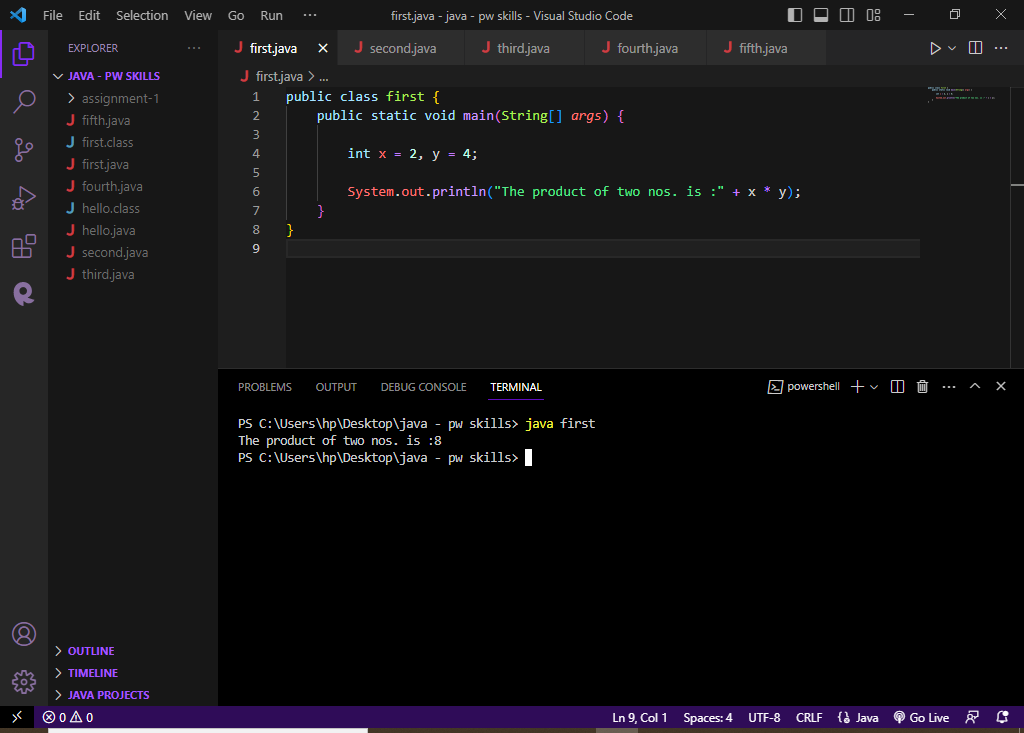 File Edit Selection View Go Run ··· first.java - java - pw skills - Visual Studio Code
EXPLORER ···
JAVA - PW SKILLS
assignment-1
J fifth.java
J first.class
J first.java
J fourth.java
J hello.class
J hello.java
J second.java
J third.java
OUTLINE
TIMELINE
JAVA PROJECTS
J first.java J second.java J third.java J fourth.java J fifth.java ···
J first.java > ...
1 public class first {
2 public static void main(String[] args) {
3
4 int x = 2, y = 4;
5
6 System.out.println("The product of two nos. is :" + x * y);
7 }
8 }
9
PROBLEMS OUTPUT DEBUG CONSOLE TERMINAL powershell ···
PS C:\Users\hp\Desktop\java - pw skills> java first
The product of two nos. is :8
PS C:\Users\hp\Desktop\java - pw skills>
0 0 Ln 9, Col 1 Spaces: 4 UTF-8 CRLF {} Java Go Live